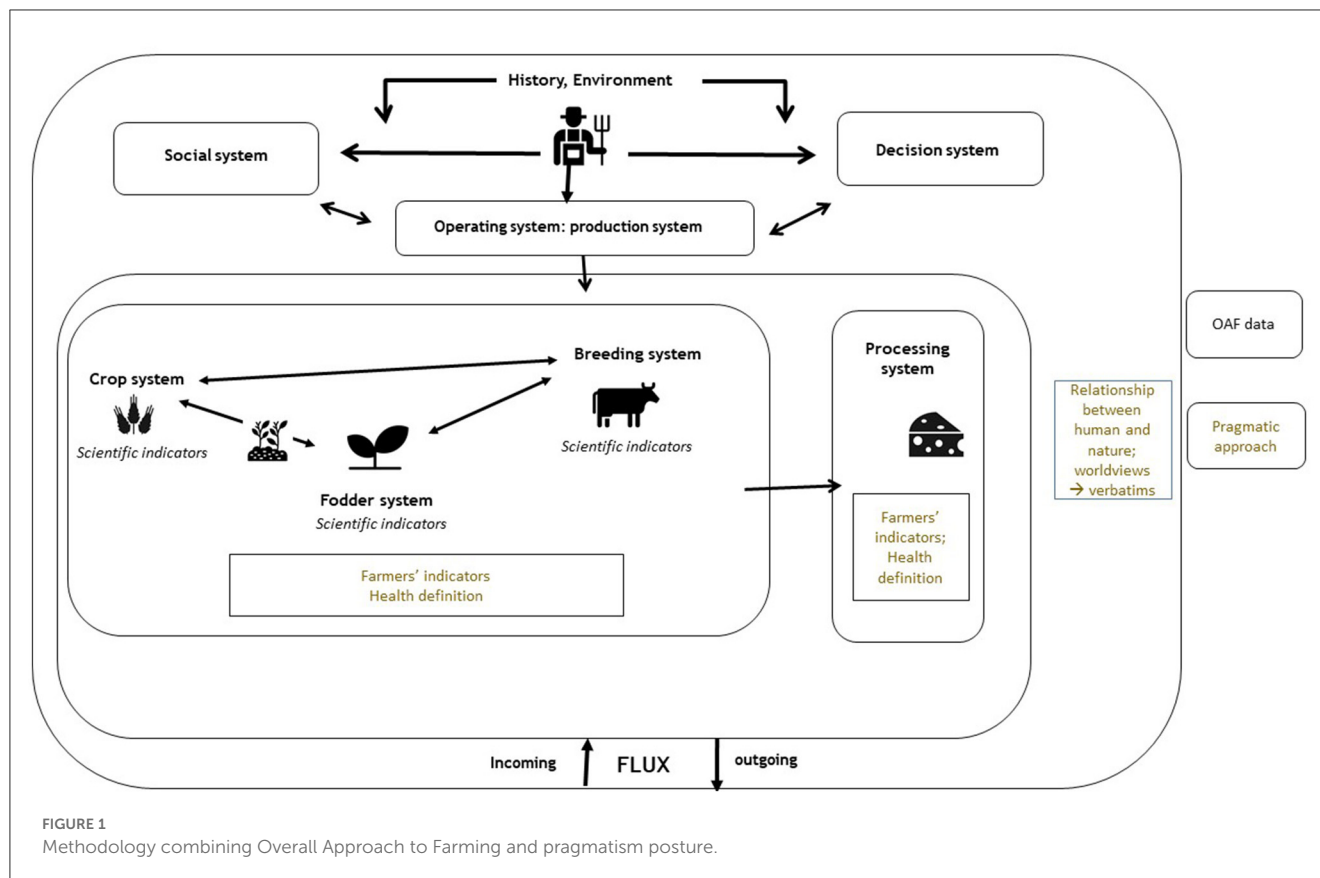 History, Environment
Social system
Decision system
Operating system: production system
Breeding system
Crop system
Scientific indicators
Scientific indicators
Fodder system
Scientific indicators
Farmers’ indicators
Health definition
Processing
system
Farmers’
indicators;
Health
definition
Relationship
between
human and
nature;
worldviews
→ verbatims
OAF data
Pragmatic
approach
Incoming
FLUX
outgoing
FIGURE 1
Methodology combining Overall Approach to Farming and pragmatism posture.